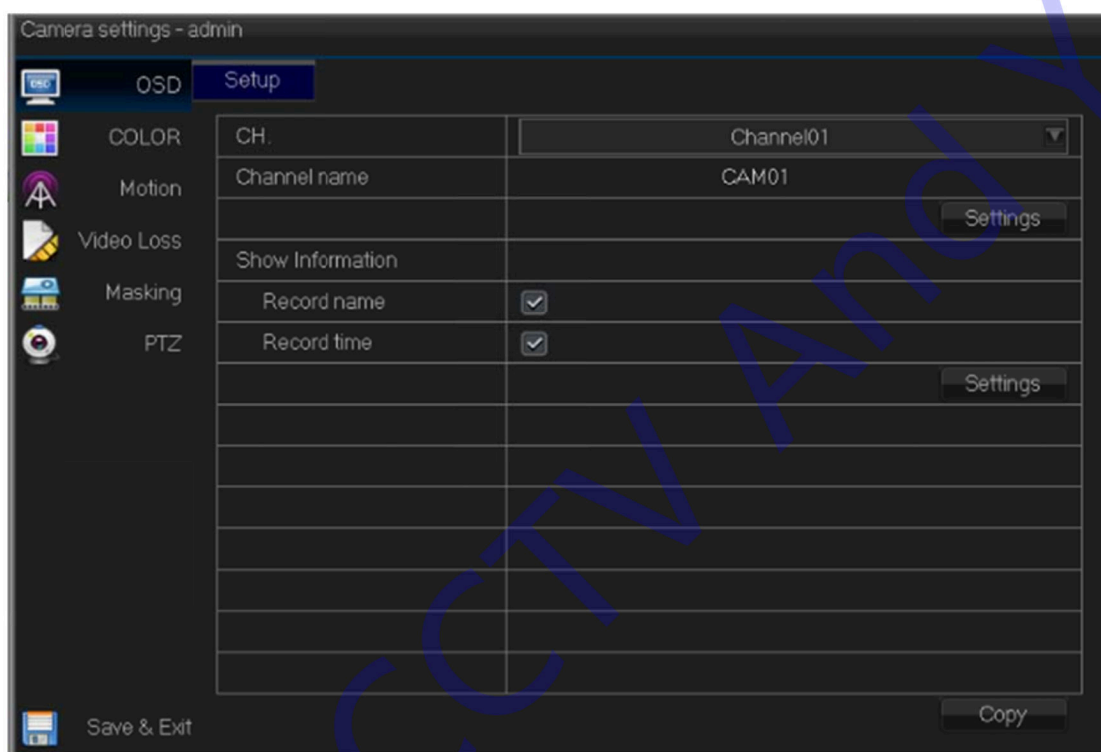 Camera settings - admin
OSD
Setup
COLOR
CH.
Channel01
Motion
Channel name
CAM01
Settings
Video Loss
Show Information
Masking
Record name
PTZ
Record time
Settings
Save & Exit
Copy
CCTV And